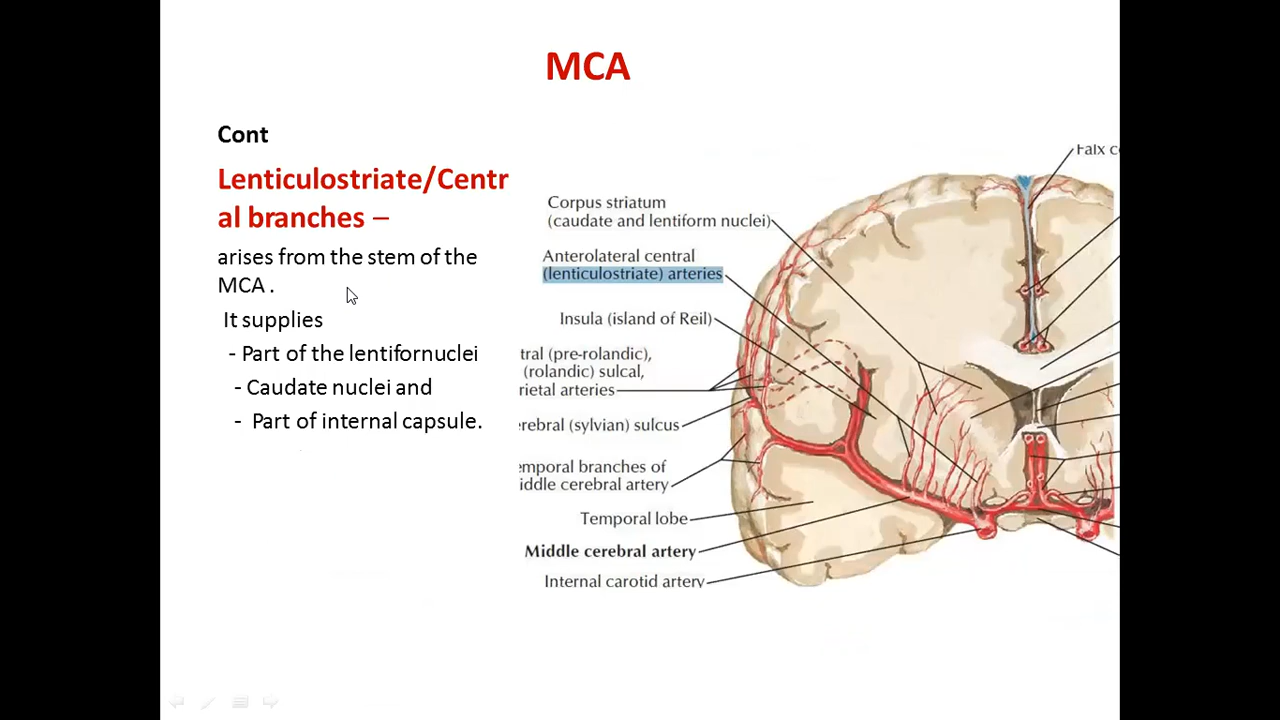 MCA
Cont
Lenticulostriate/Centr
al branches –
arises from the stem of the
MCA .
It supplies
- Part of the lentifornuclei
- Caudate nuclei and
- Part of internal capsule.
Falx c
Corpus striatum
(caudate and lentiform nuclei)
Anterolateral central
(lenticulostriate) arteries
Insula (island of Reil)
tral (pre-rolandic),
(rolandic) sulcal,
rietal arteries
erebral (sylvian) sulcus
emporal branches of
iddle cerebral artery
Temporal lobe
Middle cerebral artery
Internal carotid artery